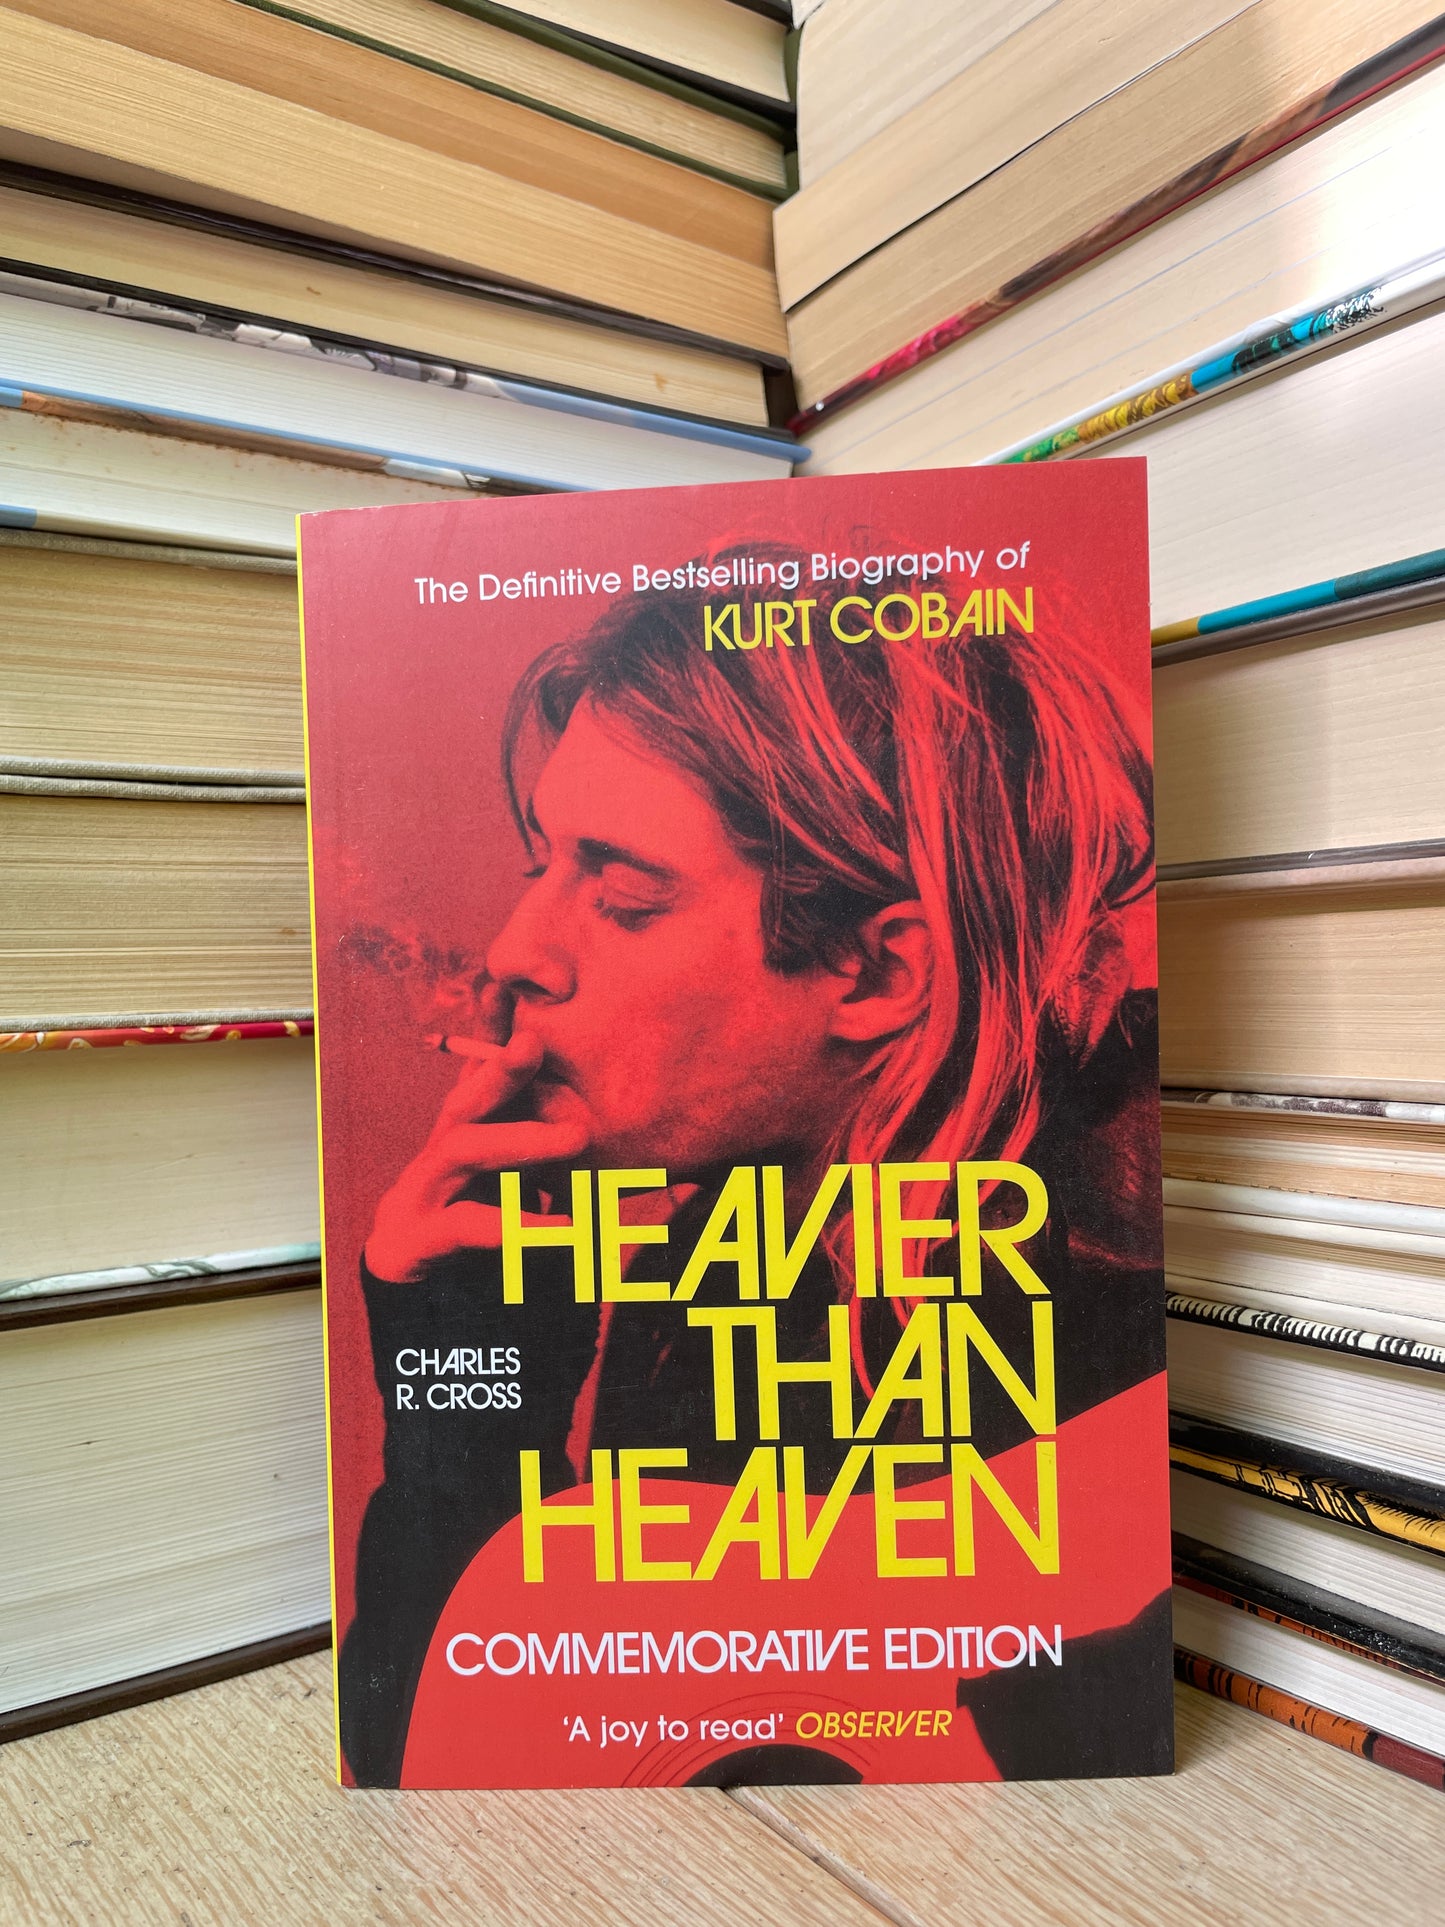 The Definitive Bestselling Biography of
KURT COBAIN
HEAVIER
THAN
HEAVEN
CHARLES
R. CROSS
COMMEMORATIVE EDITION
‘A joy to read’ OBSERVER